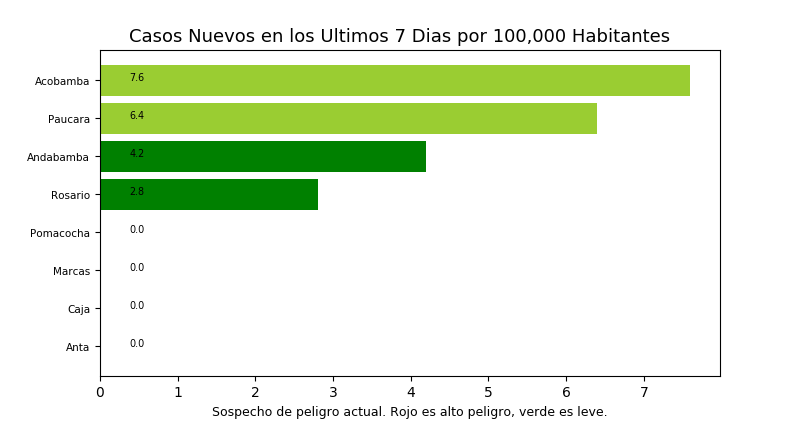 Casos Nuevos en los Ultimos 7 Dias por 100,000 Habitantes
Acobamba 7.6
Paucara 6.4
Andabamba 4.2
Rosario 2.8
Pomacocha 0.0
Marcas 0.0
Caja 0.0
Anta 0.0
0 1 2 3 4 5 6 7
Sospecho de peligro actual. Rojo es alto peligro, verde es leve.